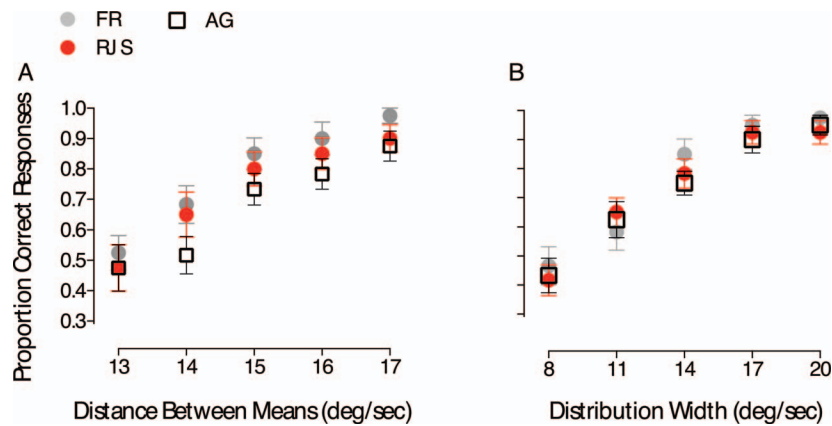 FR AG
RJS
A B
1.0
0.9
0.8
0.7
0.6
0.5
0.4
0.3
Proportion Correct Responses
13 14 15 16 17 8 11 14 17 20
Distance Between Means (deg/sec) Distribution Width (deg/sec)